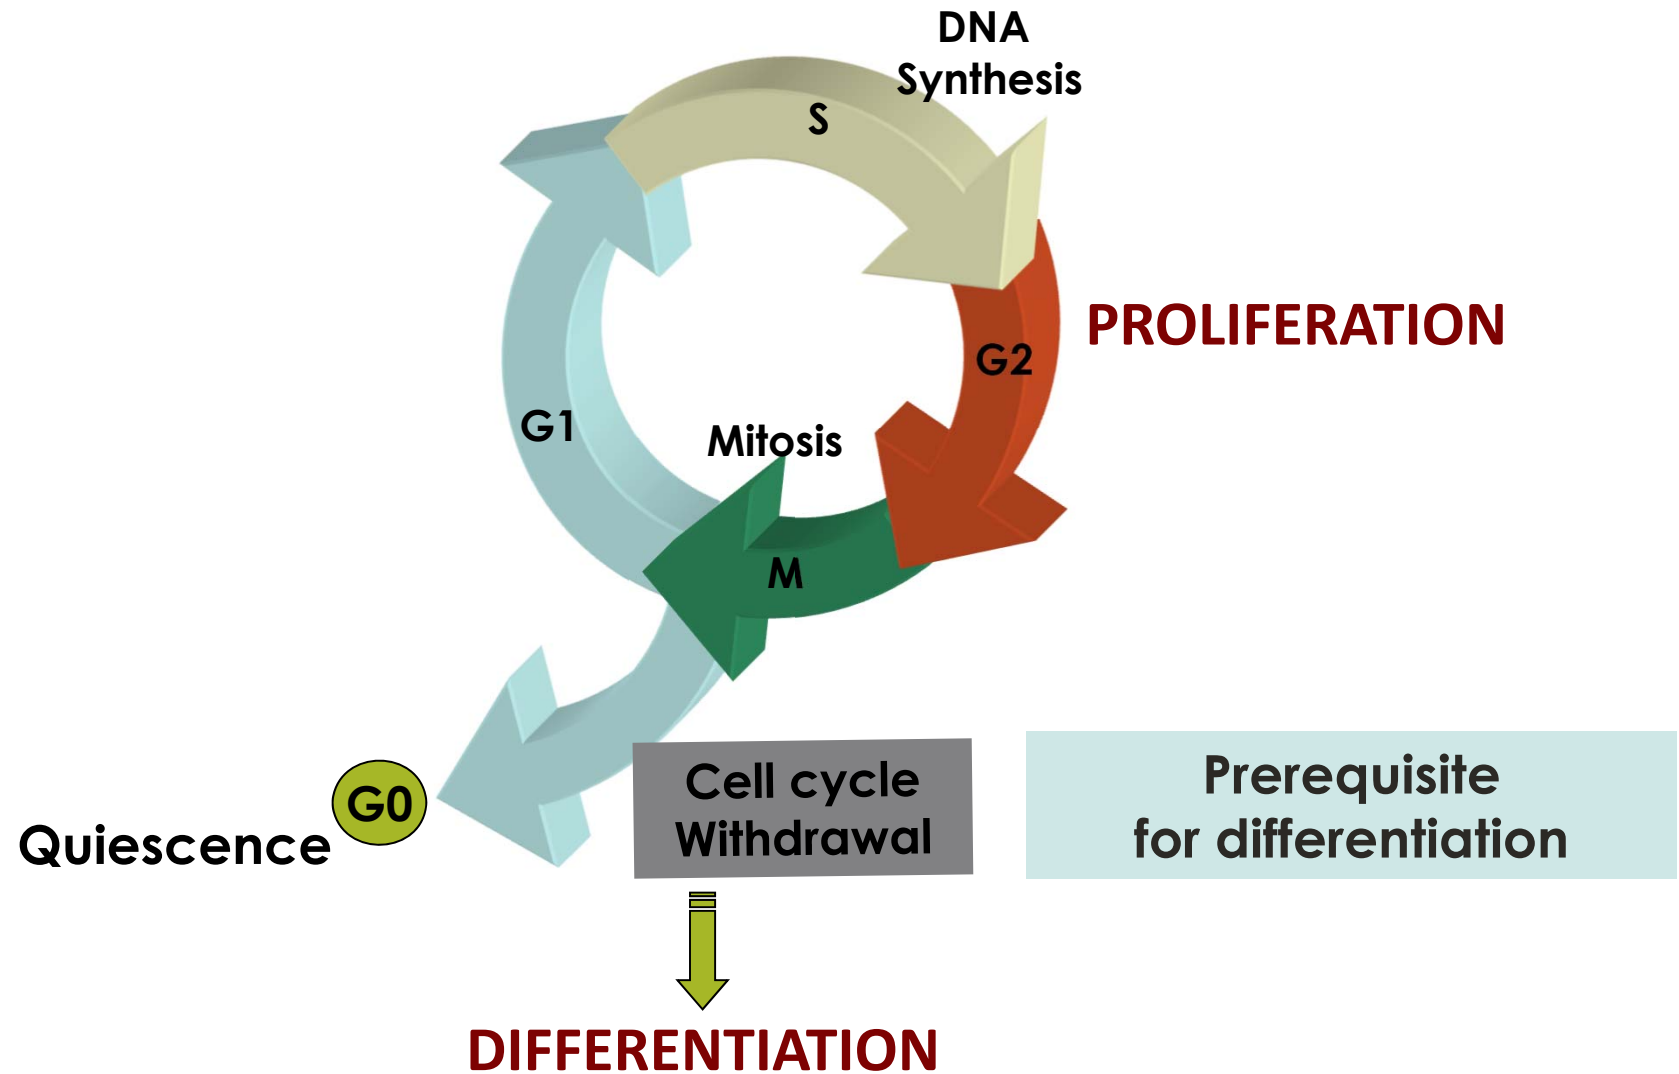 DNA
Synthesis
S
PROLIFERATION
G2
G1
Mitosis
M
G0
Quiescence
Cell cycle
Withdrawal
Prerequisite
for differentiation
DIFFERENTIATION